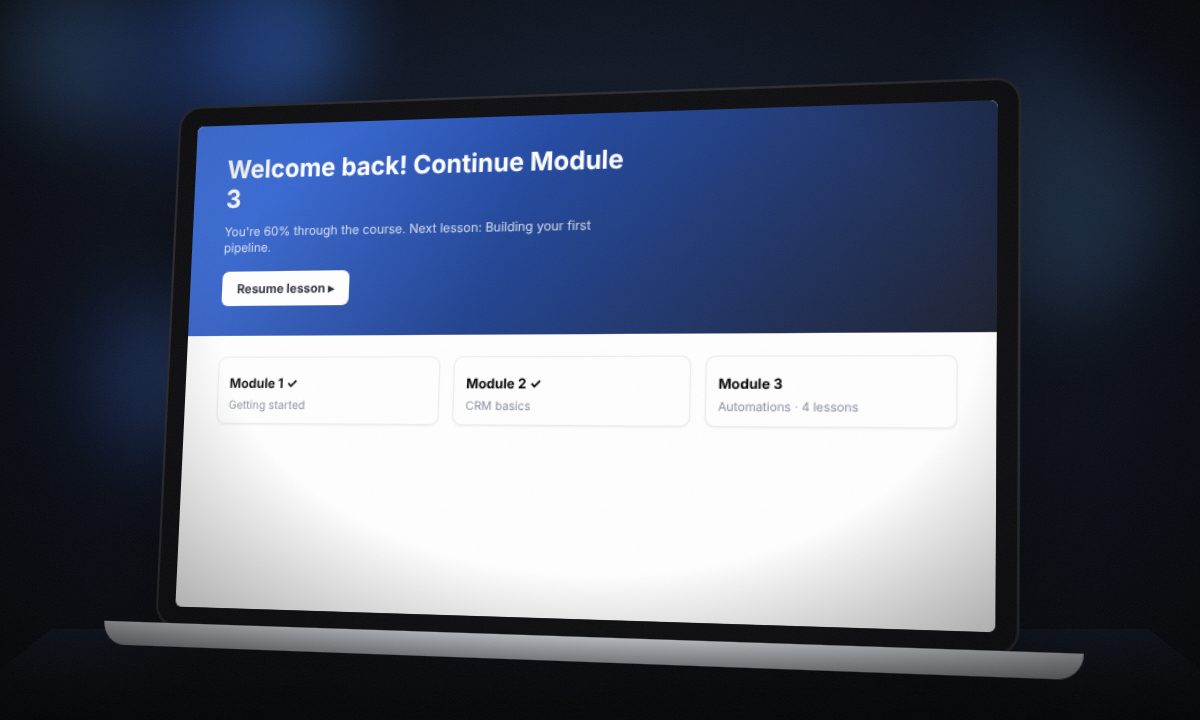 Welcome back! Continue Module
3
You're 60% through the course. Next lesson: Building your first
pipeline.
Resume lesson ▸
Module 1 ✓
Getting started
Module 2 ✓
CRM basics
Module 3
Automations · 4 lessons